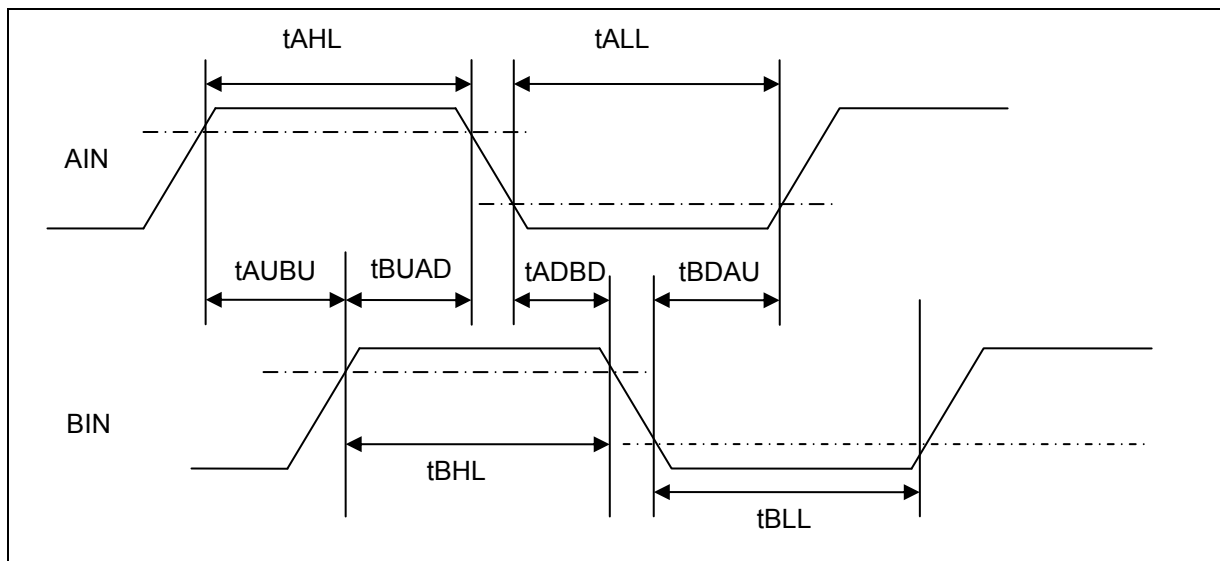 tAHL
tALL
AIN
tAUBU
tBUAD
tADBD
tBDAU
BIN
tBHL
tBLL